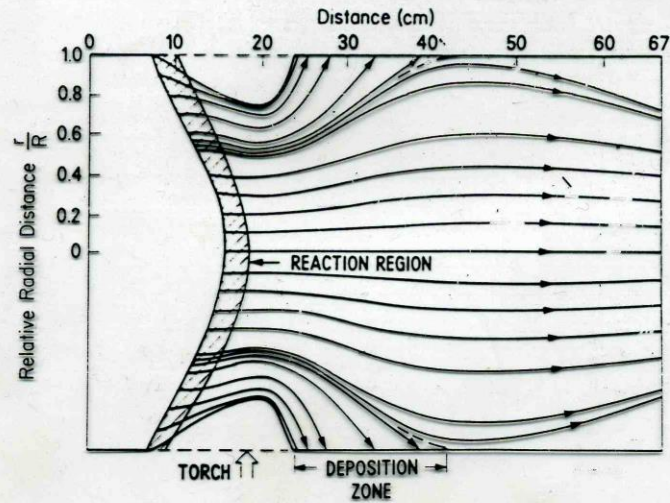 Distance (cm)
0 10 20 30 40 50 60 67
1.0
0.8
0.6
0.4
0.2
0
Relative Radial Distance r/R
REACTION REGION
TORCH
DEPOSITION
ZONE